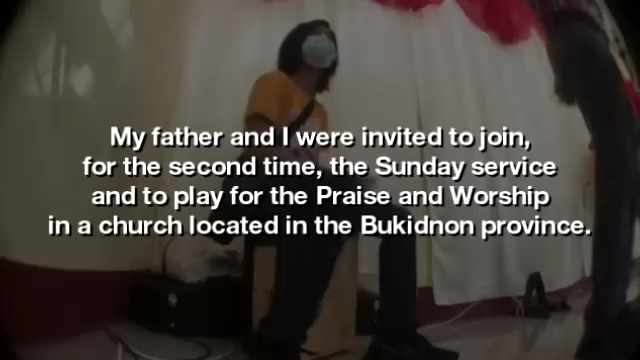 My father and I were invited to join,
for the second time, the Sunday service
and to play for the Praise and Worship
in a church located in the Bukidnon province.